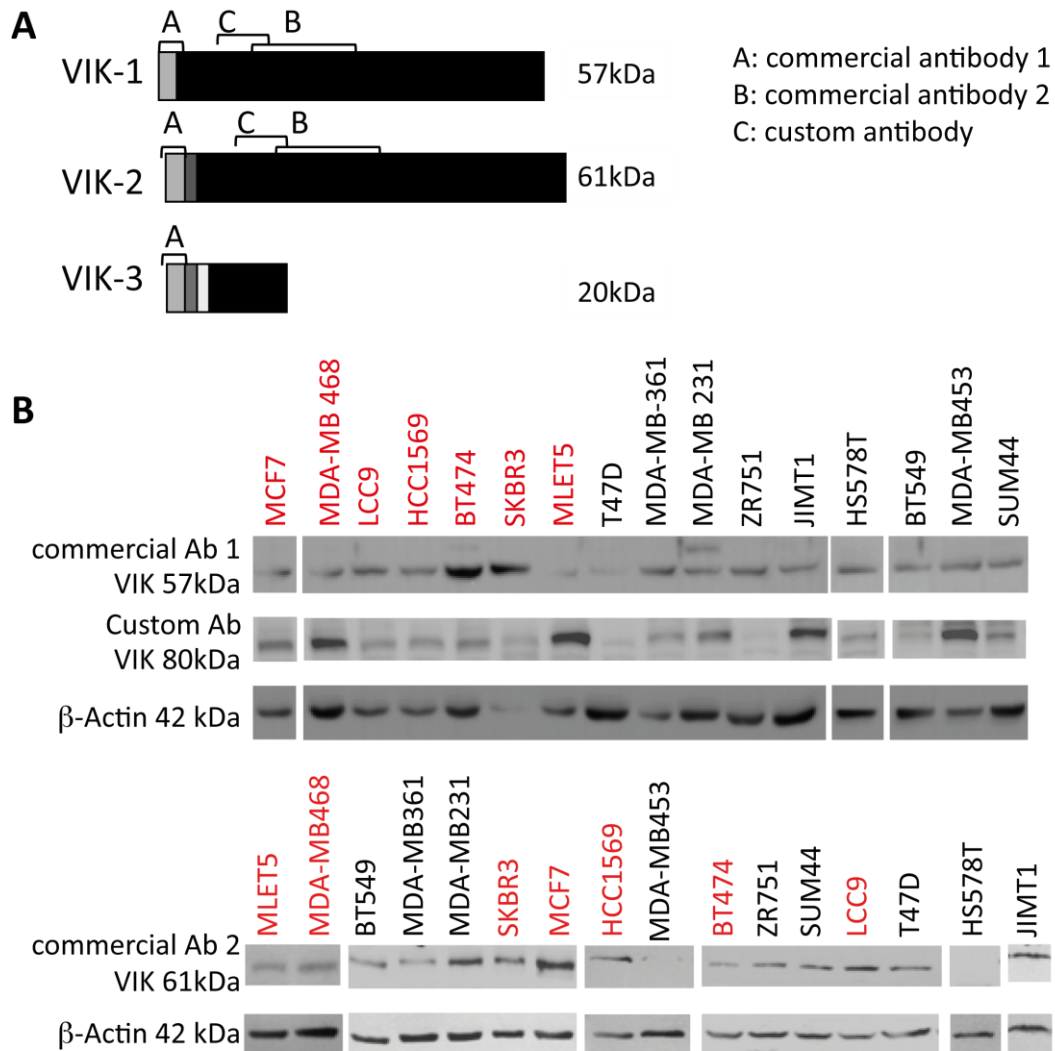 A
A
C
B
VIK-1
57kDa
A: commercial antibody 1
B: commercial antibody 2
C: custom antibody
A
C
B
VIK-2
61kDa
A
VIK-3
20kDa
B
MCF7
MDA-MB 468
LCC9
HCC1569
BT474
SKBR3
MLET5
T47D
MDA-MB-361
MDA-MB 231
ZR751
JIMT1
HS578T
BT549
MDA-MB453
SUM44
commercial Ab 1
VIK 57kDa
Custom Ab
VIK 80kDa
β-Actin 42 kDa
MLET5
MDA-MB468
BT549
MDA-MB361
MDA-MB231
SKBR3
MCF7
HCC1569
MDA-MB453
BT474
ZR751
SUM44
LCC9
T47D
HS578T
JIMT1
commercial Ab 2
VIK 61kDa
β-Actin 42 kDa